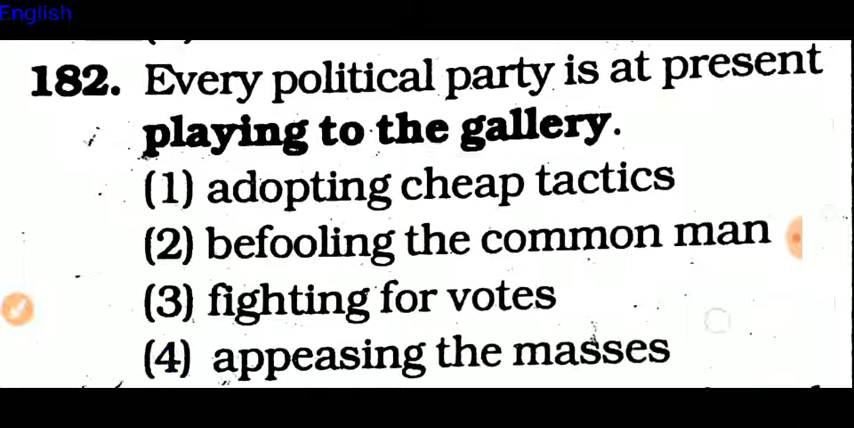 English
182. Every political party is at present
playing to the gallery.
(1) adopting cheap tactics
(2) befooling the common man
(3) fighting for votes
(4) appeasing the masses